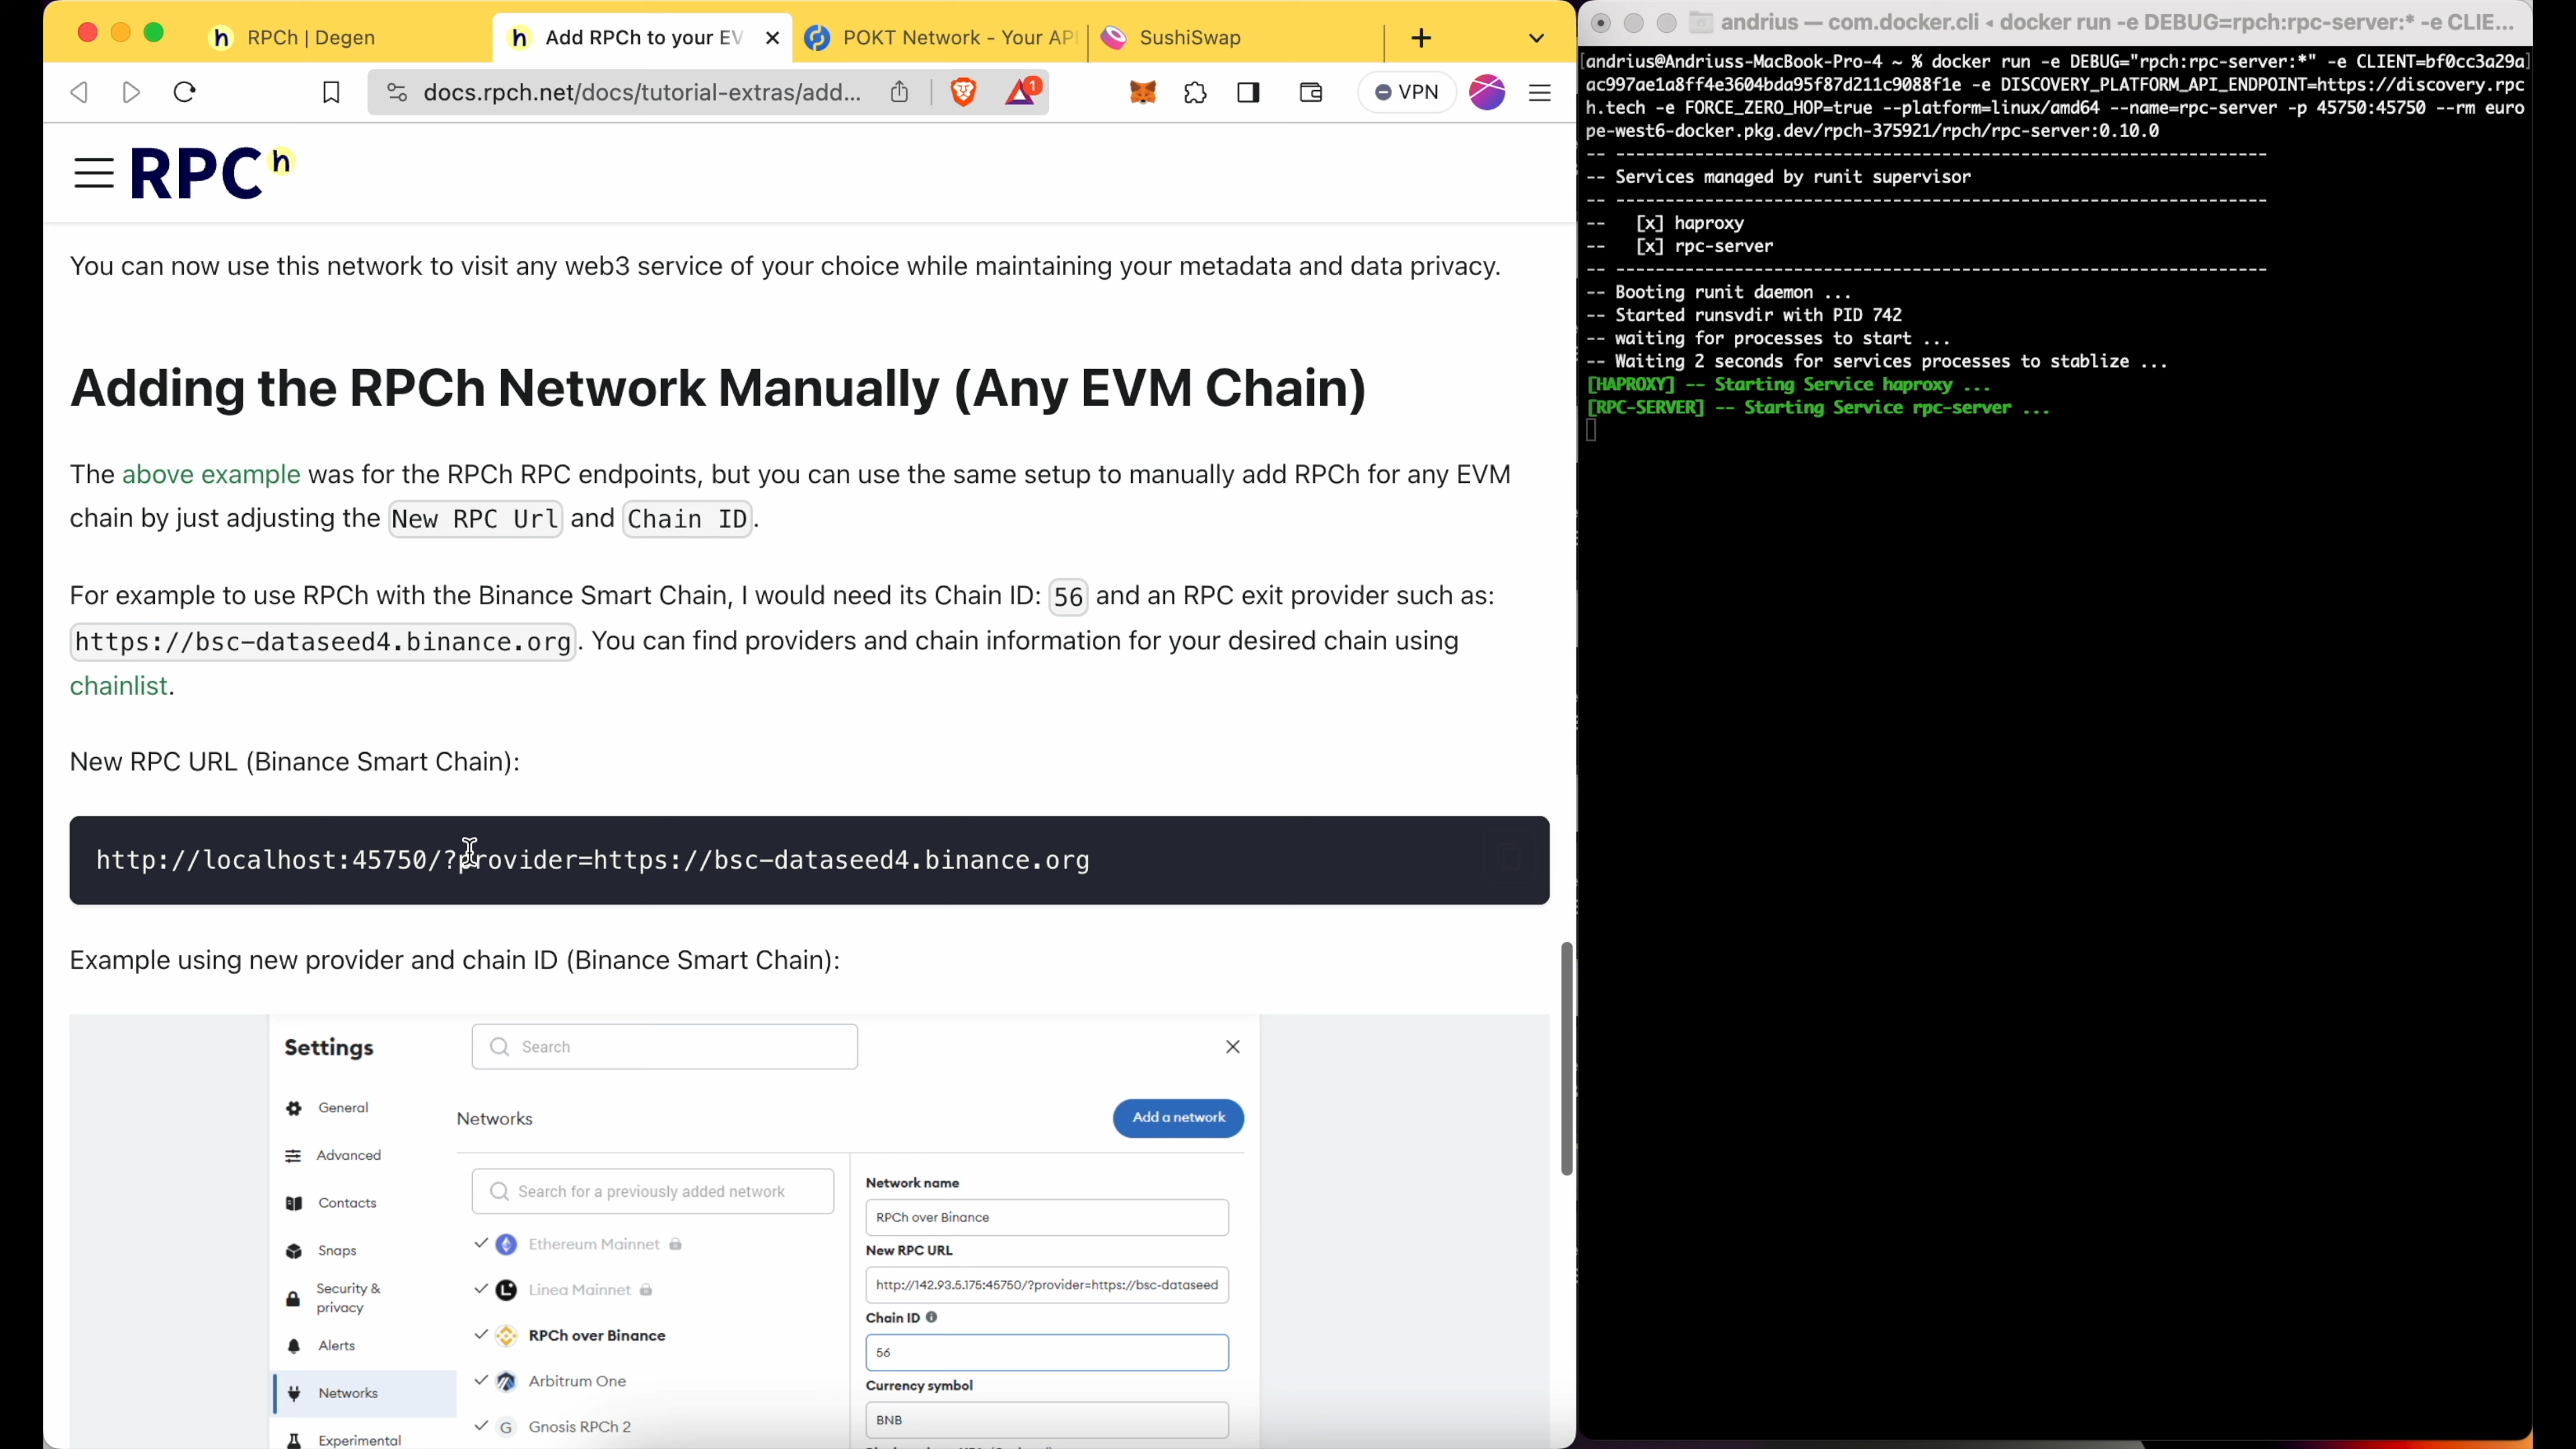 RPCh | Degen
Add RPCh to your EV
POKT Network - Your API
SushiSwap
docs.rpch.net/docs/tutorial-extras/add...
1
VPN
RPCh
You can now use this network to visit any web3 service of your choice while maintaining your metadata and data privacy.
Adding the RPCh Network Manually (Any EVM Chain)
The above example was for the RPCh RPC endpoints, but you can use the same setup to manually add RPCh for any EVM
chain by just adjusting the New RPC Url and Chain ID.
For example to use RPCh with the Binance Smart Chain, I would need its Chain ID: 56 and an RPC exit provider such as:
https://bsc-dataseed4.binance.org. You can find providers and chain information for your desired chain using
chainlist.
New RPC URL (Binance Smart Chain):
http://localhost:45750/?provider=https://bsc-dataseed4.binance.org
Example using new provider and chain ID (Binance Smart Chain):
Settings
Search
General
Advanced
Contacts
Snaps
Security &
privacy
Alerts
Networks
Experimental
Networks
Add a network
Search for a previously added network
Ethereum Mainnet
Linea Mainnet
RPCh over Binance
Arbitrum One
G Gnosis RPCh 2
Network name
RPCh over Binance
New RPC URL
http://142.93.5.175:45750/?provider=https://bsc-dataseed
Chain ID
56
Currency symbol
BNB
andrius — com.docker.cli ◂ docker run -e DEBUG=rpch:rpc-server:* -e CLIE...
[andrius@Andriuss-MacBook-Pro-4 ~ % docker run -e DEBUG="rpch:rpc-server:*" -e CLIENT=bf0cc3a29a]
ac997ae1a8ff4e3604bda95f87d211c9088f1e -e DISCOVERY_PLATFORM_API_ENDPOINT=https://discovery.rpc
h.tech -e FORCE_ZERO_HOP=true --platform=linux/amd64 --name=rpc-server -p 45750:45750 --rm euro
pe-west6-docker.pkg.dev/rpch-375921/rpch/rpc-server:0.10.0
-- -----------------------------------------------------------------
-- Services managed by runit supervisor
-- -----------------------------------------------------------------
--   [x] haproxy
--   [x] rpc-server
-- -----------------------------------------------------------------
-- Booting runit daemon ...
-- Started runsvdir with PID 742
-- waiting for processes to start ...
-- Waiting 2 seconds for services processes to stablize ...
[HAPROXY] -- Starting Service haproxy ...
[RPC-SERVER] -- Starting Service rpc-server ...